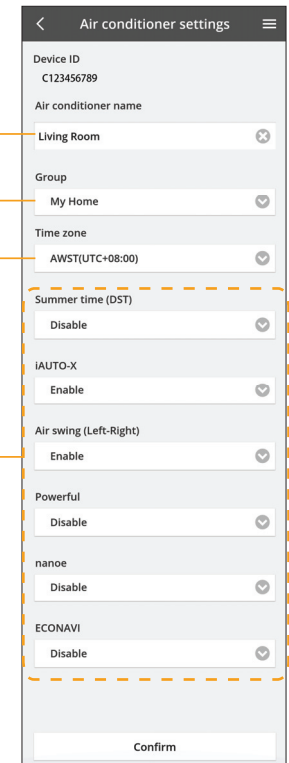 Air conditioner settings
Device ID
C123456789
Air conditioner name
Living Room
Group
My Home
Time zone
AWST(UTC+08:00)
Summer time (DST)
Disable
iAUTO-X
Enable
Air swing (Left-Right)
Enable
Powerful
Disable
nanoe
Disable
ECONAVI
Disable
Confirm